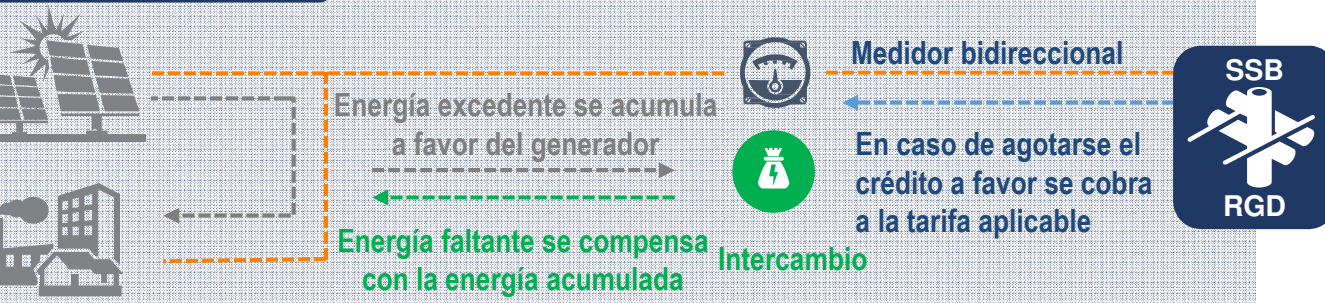 Medidor bidireccional
SSB
RGD
Energía excedente se acumula
a favor del generador
En caso de agotarse el
crédito a favor se cobra
a la tarifa aplicable
Energía faltante se compensa
con la energía acumulada
Intercambio